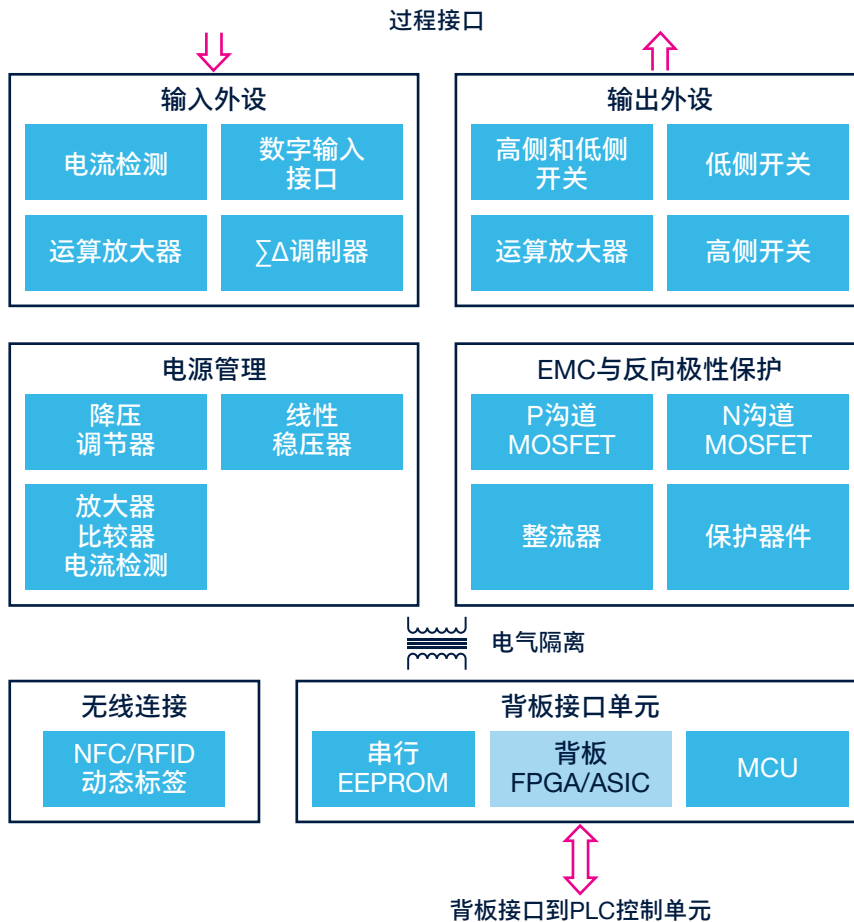 过程接口
输入外设
电流检测
数字输入
接口
运算放大器
∑Δ调制器
输出外设
高侧和低侧
开关
低侧开关
运算放大器
高侧开关
电源管理
降压
调节器
线性
稳压器
放大器
比较器
电流检测
EMC与反向极性保护
P沟道
MOSFET
N沟道
MOSFET
整流器
保护器件
电气隔离
无线连接
NFC/RFID
动态标签
背板接口单元
串行
EEPROM
背板
FPGA/ASIC
MCU
背板接口到PLC控制单元